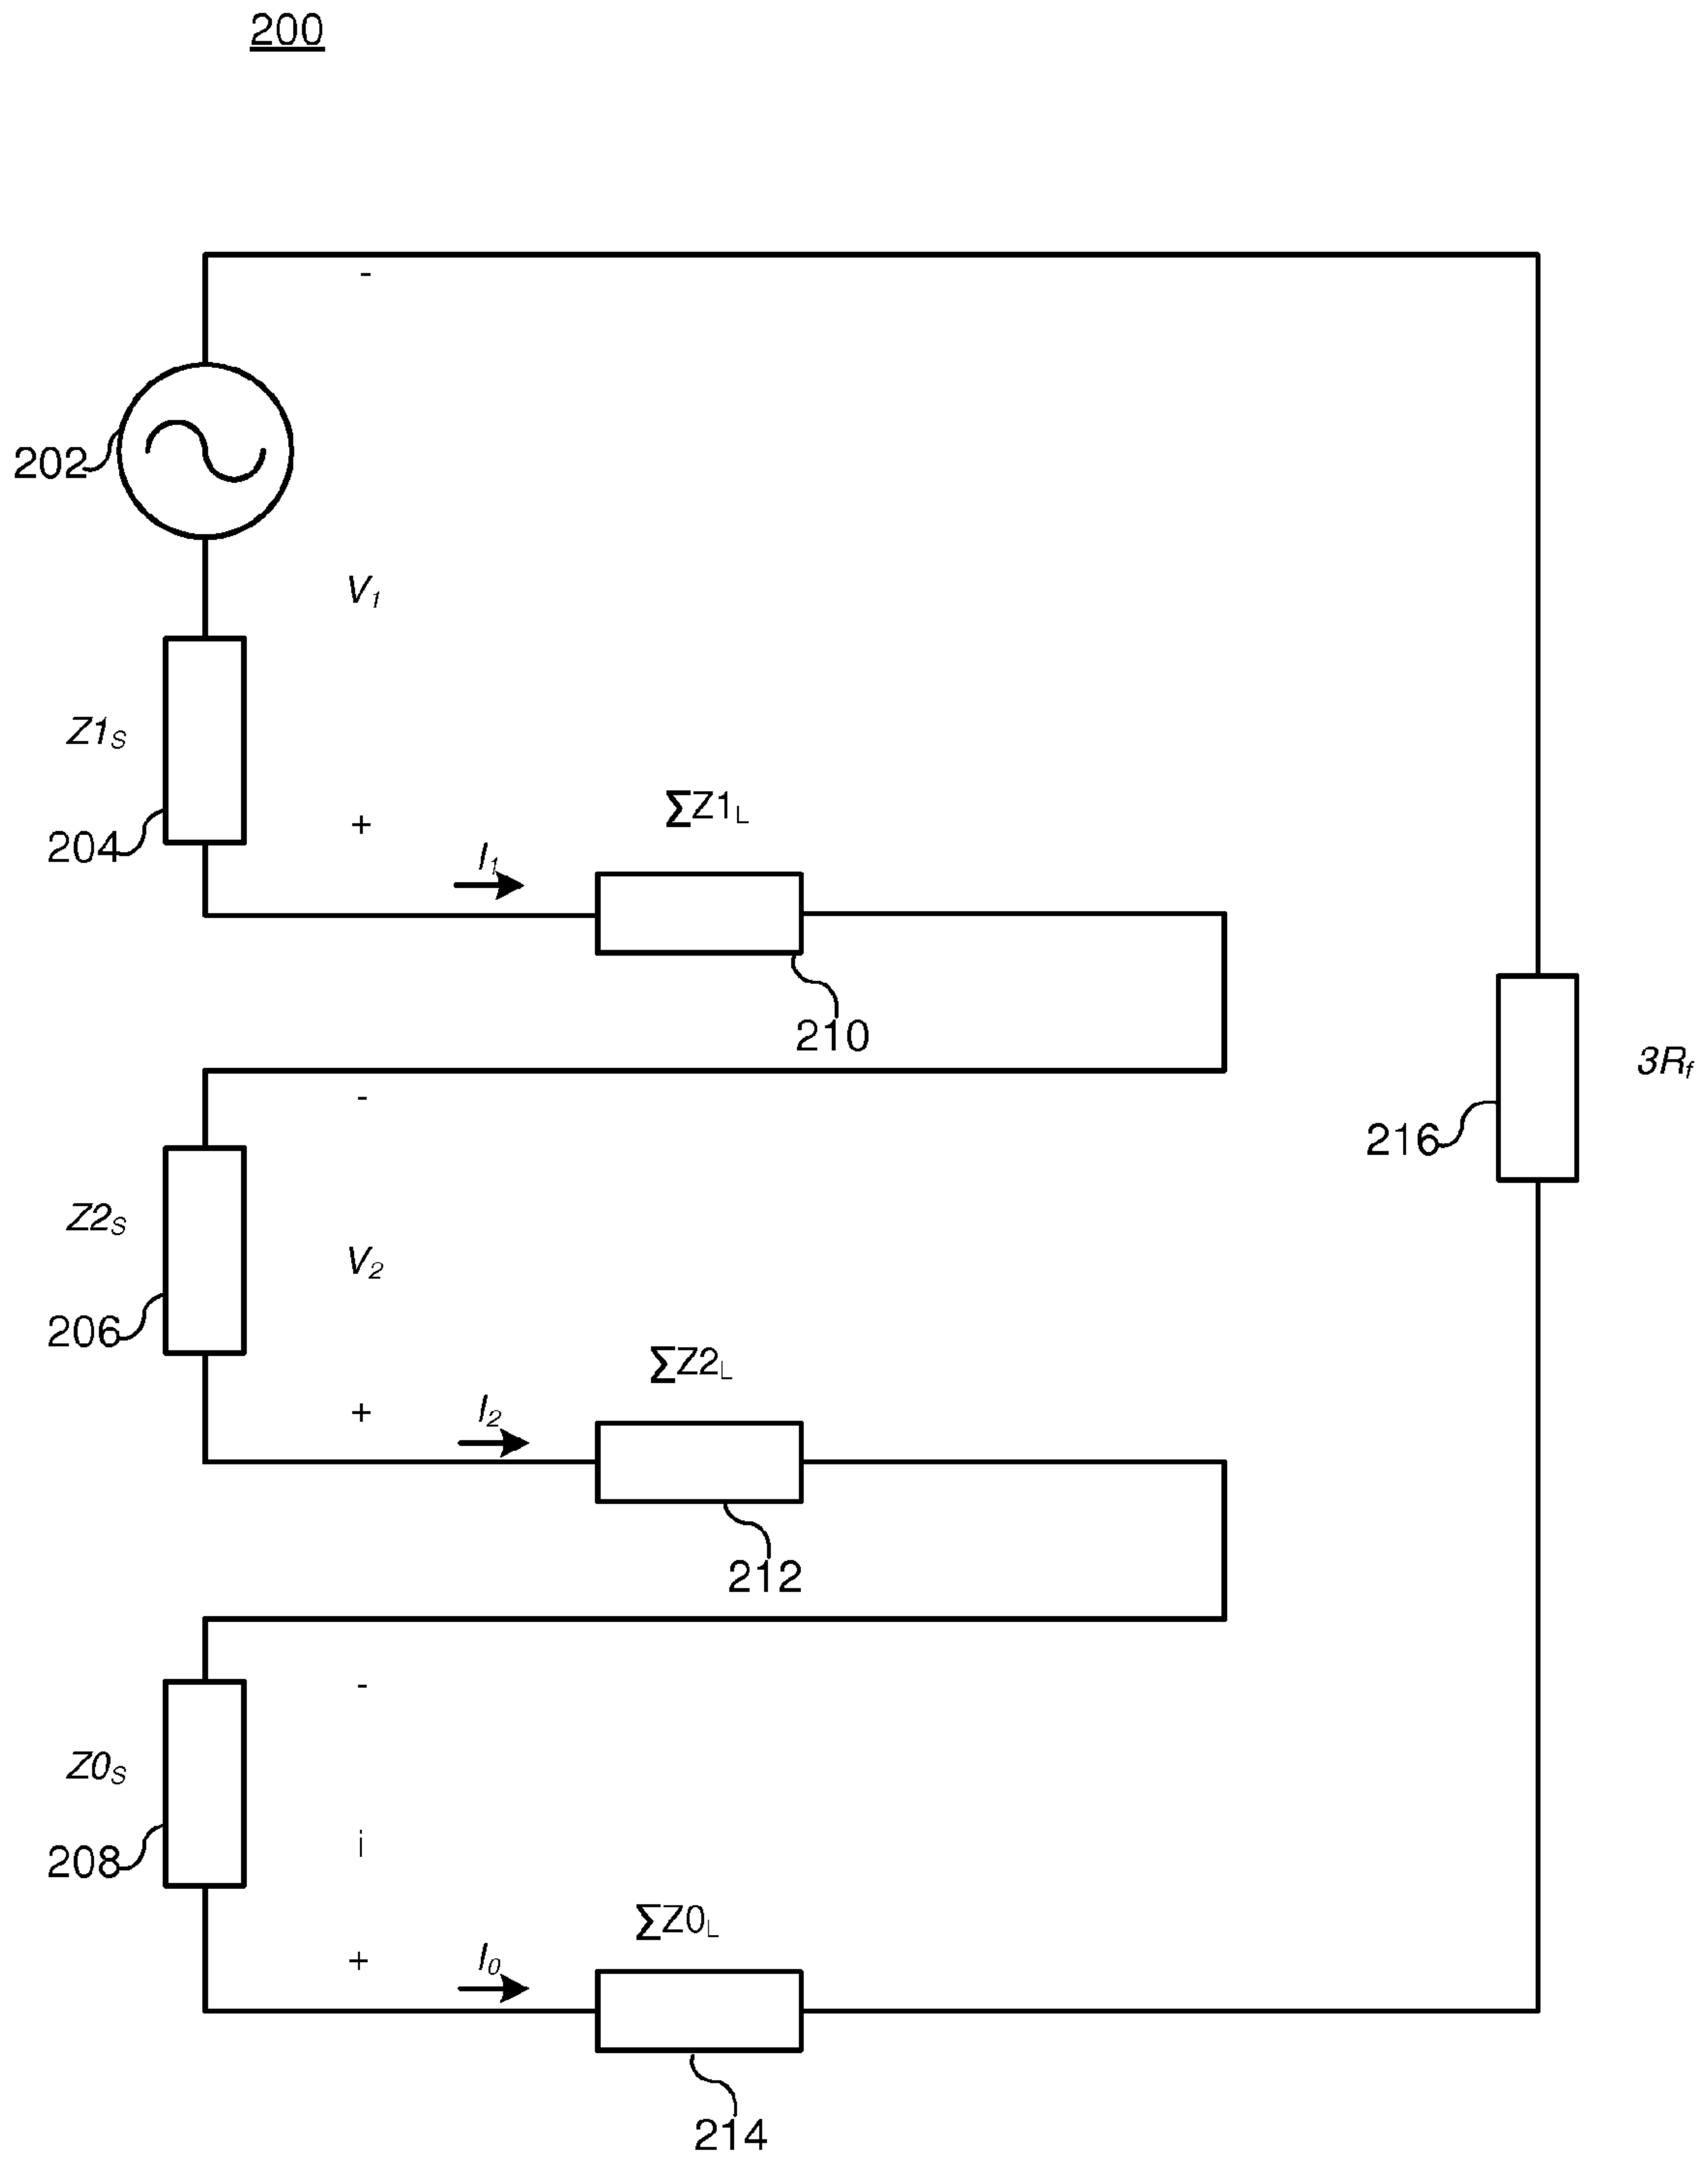 200
-
202
V1
Z1S
+
204
ΣZ1L
I1
210
-
3Rf
216
Z2S
V2
206
ΣZ2L
+
I2
212
-
Z0S
i
208
ΣZ0L
+
I0
214